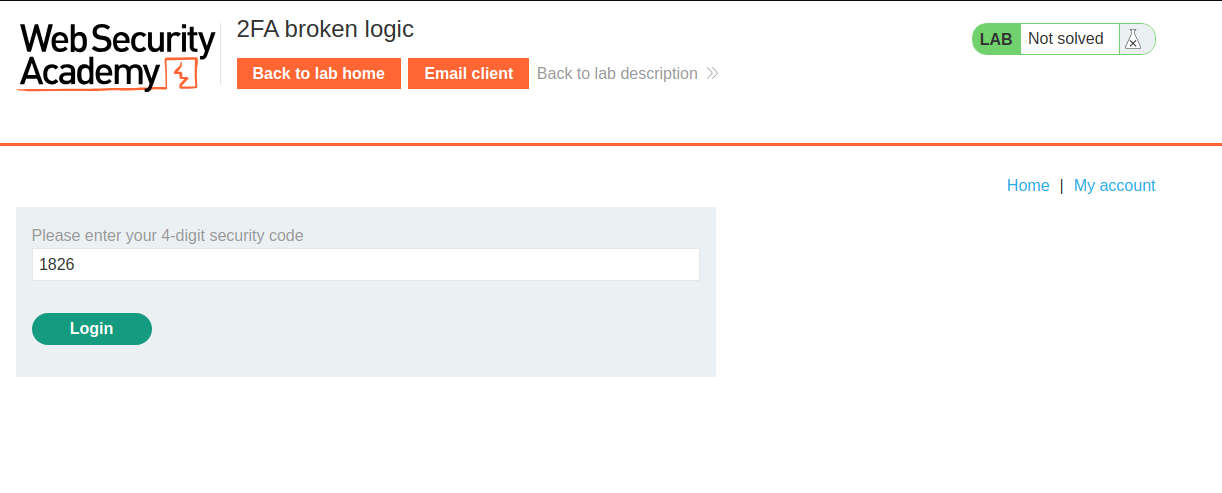 Web Security
Academy
2FA broken logic
Back to lab home
Email client
Back to lab description
LAB
Not solved
Home | My account
Please enter your 4-digit security code
1826
Login